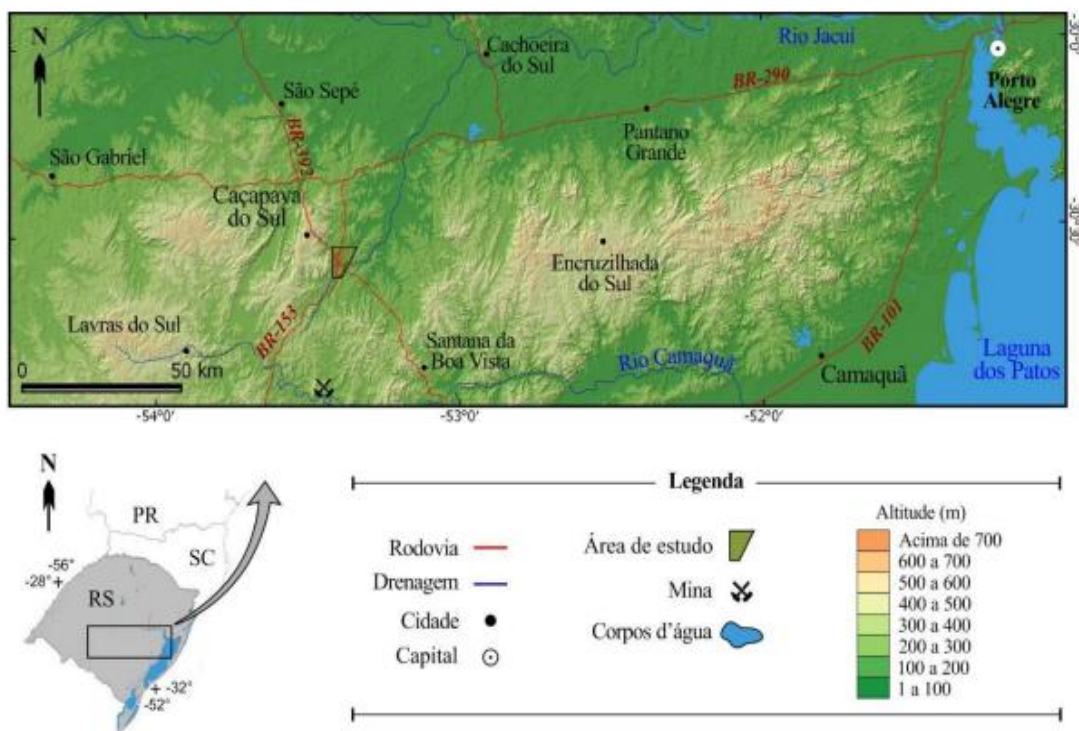 N
Rio Jacuí
-30°0'
Cachoeira
do Sul
São Sepé
BR-290
Porto
Alegre
Pantano
Grande
BR-392
São Gabriel
Caçapava
do Sul
-30°30'
Encruzilhada
do Sul
Lavras do Sul
BR-153
BR-101
Santana da
Boa Vista
Rio Camaquã
Camaquã
Laguna
dos Patos
0
50 km
-54°0'
-53°0'
-52°0'
N
PR
SC
-56°
-28°
RS
-32°
-52°
Legenda
Rodovia
Drenagem
Cidade
Capital
Área de estudo
Mina
Corpos d'água
Altitude (m)
Acima de 700
600 a 700
500 a 600
400 a 500
300 a 400
200 a 300
100 a 200
1 a 100